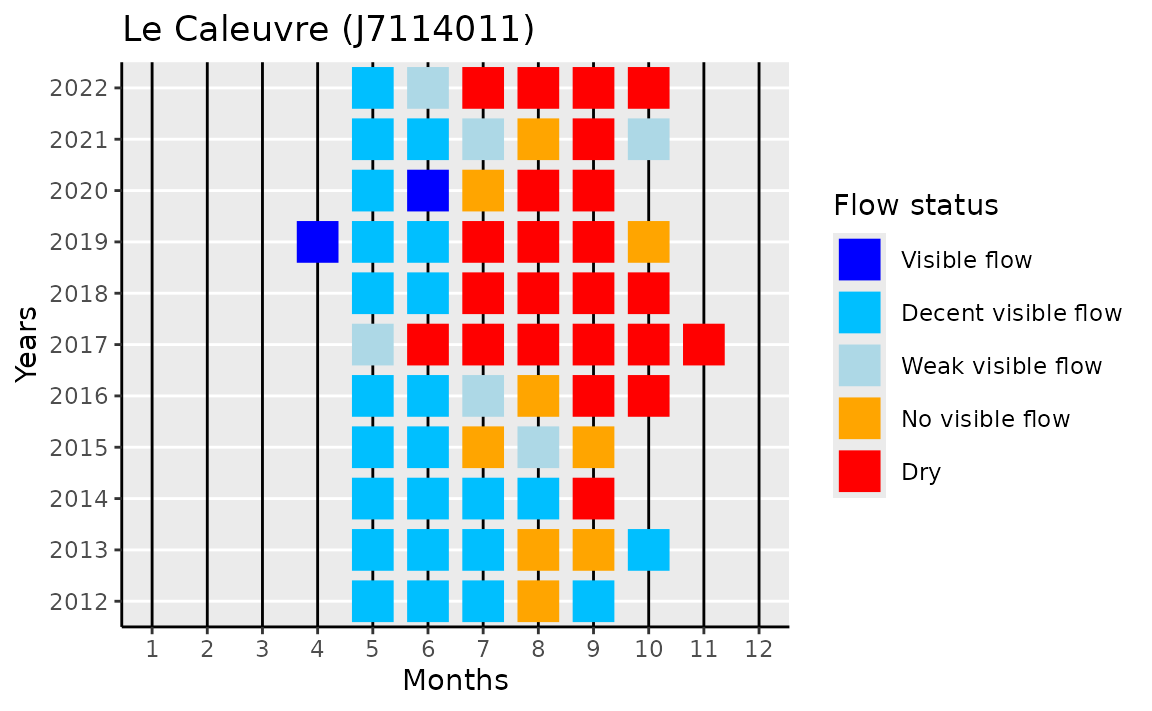 Le Caleuvre (J7114011)
Years
2022
2021
2020
2019
2018
2017
2016
2015
2014
2013
2012
1 2 3 4 5 6 7 8 9 10 11 12
Months
Flow status
Visible flow
Decent visible flow
Weak visible flow
No visible flow
Dry